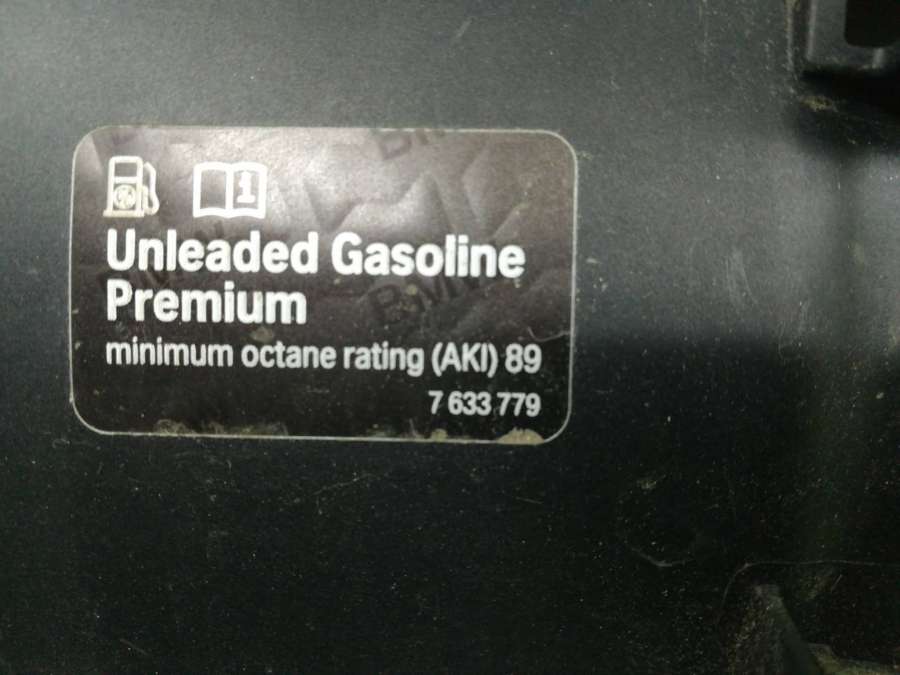 Unleaded Gasoline
Premium
minimum octane rating (AKI) 89
7 633 779